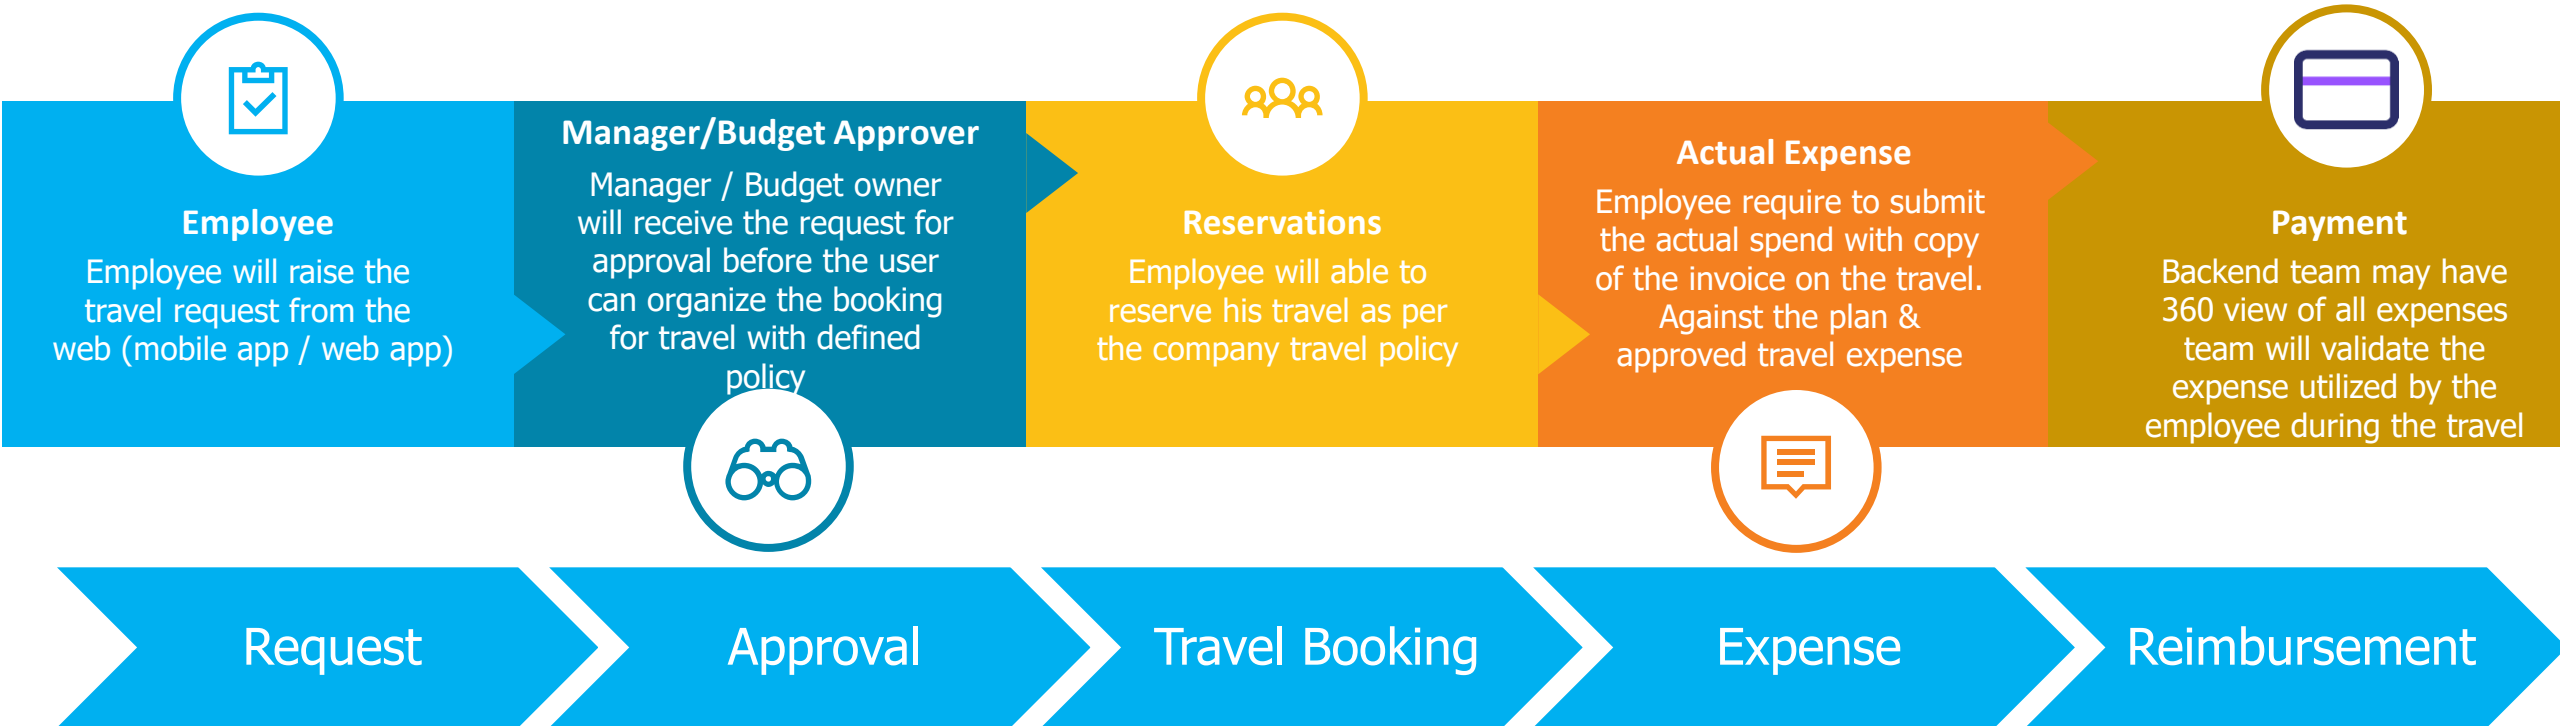 Employee
Employee will raise the
travel request from the
web (mobile app / web app)
Manager/Budget Approver
Manager / Budget owner
will receive the request for
approval before the user
can organize the booking
for travel with defined
policy
Reservations
Employee will able to
reserve his travel as per
the company travel policy
Actual Expense
Employee require to submit
the actual spend with copy
of the invoice on the travel.
Against the plan &
approved travel expense
Payment
Backend team may have
360 view of all expenses
team will validate the
expense utilized by the
employee during the travel
Request
Approval
Travel Booking
Expense
Reimbursement